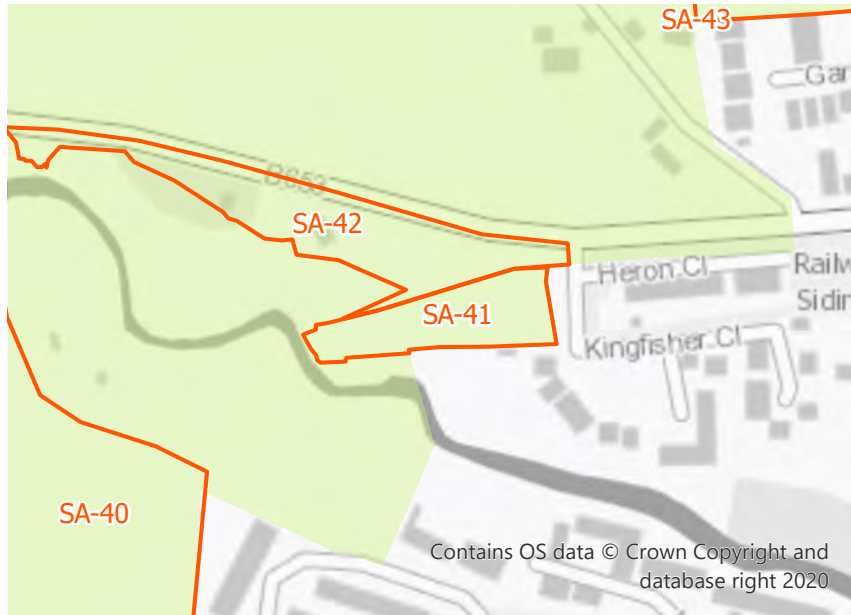 SA-43
Gar
B653
SA-42
Heron Cl
Railw
Sidin
SA-41
Kingfisher Cl
SA-40
Contains OS data © Crown Copyright and
database right 2020